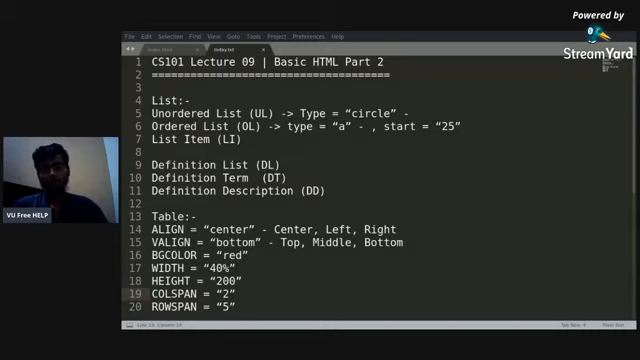 Powered by
StreamYard
File Edit Selection Find View Goto Tools Project Preferences Help
index.html today.txt
1 CS101 Lecture 09 | Basic HTML Part 2
2 =====================================
3
4 List:-
5 Unordered List (UL) -> Type = “circle” -
6 Ordered List (OL) -> type = “a” - , start = “25”
7 List Item (LI)
8
9 Definition List (DL)
10 Definition Term (DT)
11 Definition Description (DD)
12
13 Table:-
14 ALIGN = “center” - Center, Left, Right
15 VALIGN = “bottom” - Top, Middle, Bottom
16 BGCOLOR = “red”
17 WIDTH = “40%”
18 HEIGHT = “200”
19 COLSPAN = “2”
20 ROWSPAN = “5”
VU Free HELP